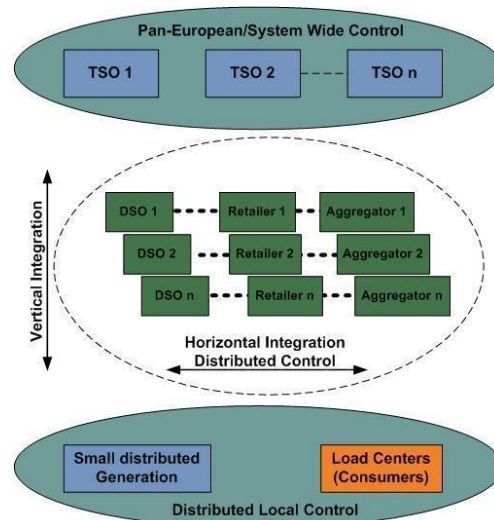 Pan-European/System Wide Control
TSO 1
TSO 2
TSO n
Vertical Integration
DSO 1
Retailer 1
Aggregator 1
DSO 2
Retailer 2
Aggregator 2
DSO n
Retailer n
Aggregator n
Horizontal Integration
Distributed Control
Small distributed
Generation
Load Centers
(Consumers)
Distributed Local Control